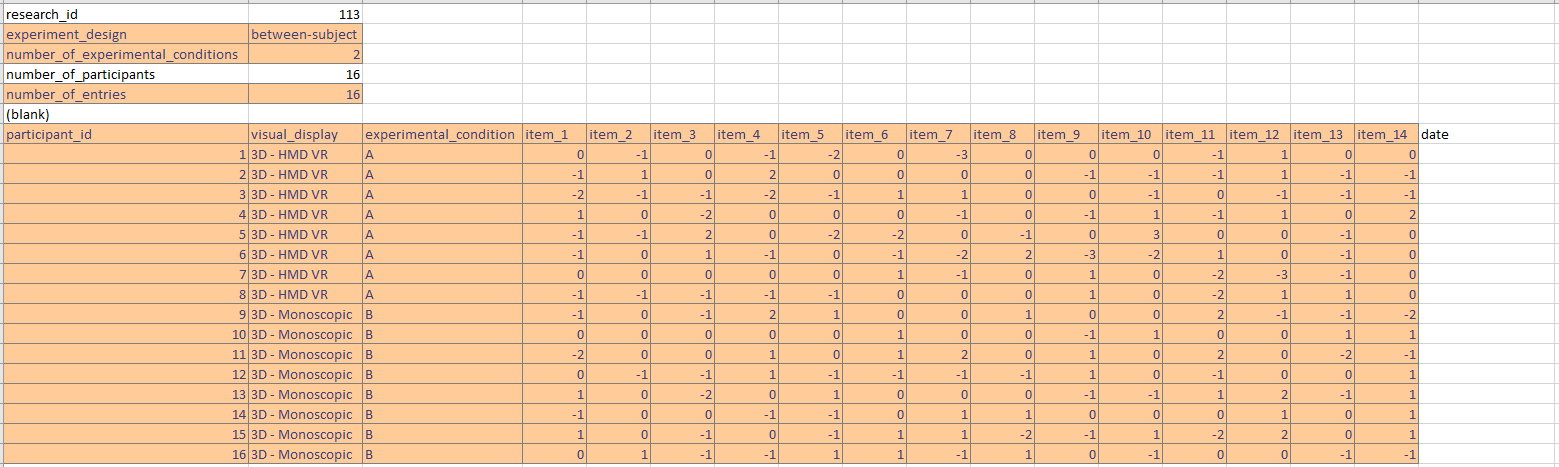 research_id 113
experiment_design between-subject
number_of_experimental_conditions 2
number_of_participants 16
number_of_entries 16
(blank)
participant_id visual_display experimental_condition item_1 item_2 item_3 item_4 item_5 item_6 item_7 item_8 item_9 item_10 item_11 item_12 item_13 item_14 date
1 3D - HMD VR A 0 -1 0 -1 -2 0 -3 0 0 0 -1 1 0 0
2 3D - HMD VR A -1 1 0 2 0 0 0 0 -1 -1 -1 1 -1 -1
3 3D - HMD VR A -2 -1 -1 -2 -1 1 1 0 0 -1 0 -1 -1 -1
4 3D - HMD VR A 1 0 -2 0 0 0 -1 0 -1 1 -1 1 0 2
5 3D - HMD VR A -1 -1 2 0 -2 -2 0 -1 0 3 0 0 -1 0
6 3D - HMD VR A -1 0 1 -1 0 -1 -2 2 -3 -2 1 0 -1 0
7 3D - HMD VR A 0 0 0 0 0 1 -1 0 1 0 -2 -3 -1 0
8 3D - HMD VR A -1 -1 -1 -1 -1 0 0 0 1 0 -2 1 1 0
9 3D - Monoscopic B -1 0 -1 2 1 0 0 1 0 0 2 -1 -1 -2
10 3D - Monoscopic B 0 0 0 0 0 1 0 0 -1 1 0 0 1 1
11 3D - Monoscopic B -2 0 0 1 0 1 2 0 1 0 2 0 -2 -1
12 3D - Monoscopic B 0 -1 -1 1 -1 -1 -1 -1 1 0 -1 0 0 1
13 3D - Monoscopic B 1 0 -2 0 1 0 0 0 -1 -1 1 2 -1 1
14 3D - Monoscopic B -1 0 0 -1 -1 0 1 1 0 0 0 1 0 1
15 3D - Monoscopic B 1 0 -1 0 -1 1 1 -2 -1 1 -2 2 0 1
16 3D - Monoscopic B 0 1 -1 -1 1 1 -1 1 0 -1 0 0 -1 -1